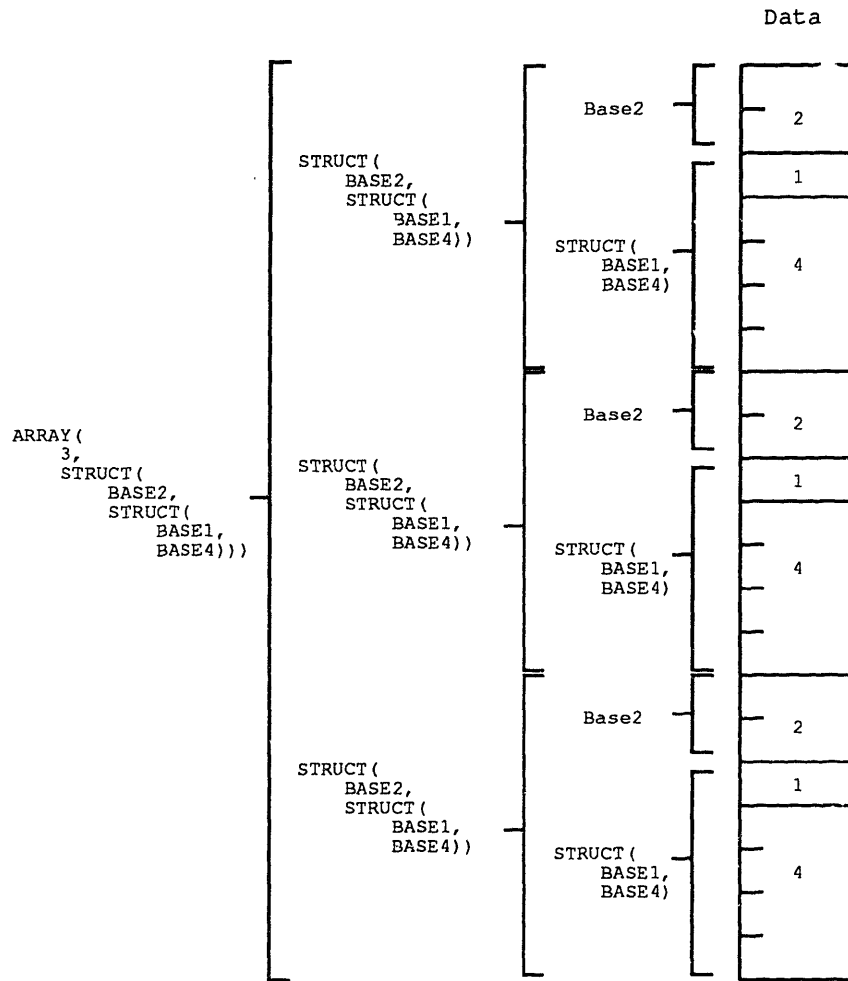 Data
Base2
2
STRUCT(
BASE2,
STRUCT(
BASE1,
BASE4))
1
STRUCT(
BASE1,
BASE4)
4
Base2
2
ARRAY(
3,
STRUCT(
BASE2,
STRUCT(
BASE1,
BASE4)))
STRUCT(
BASE2,
STRUCT(
BASE1,
BASE4))
1
STRUCT(
BASE1,
BASE4)
4
Base2
2
STRUCT(
BASE2,
STRUCT(
BASE1,
BASE4))
1
STRUCT(
BASE1,
BASE4)
4